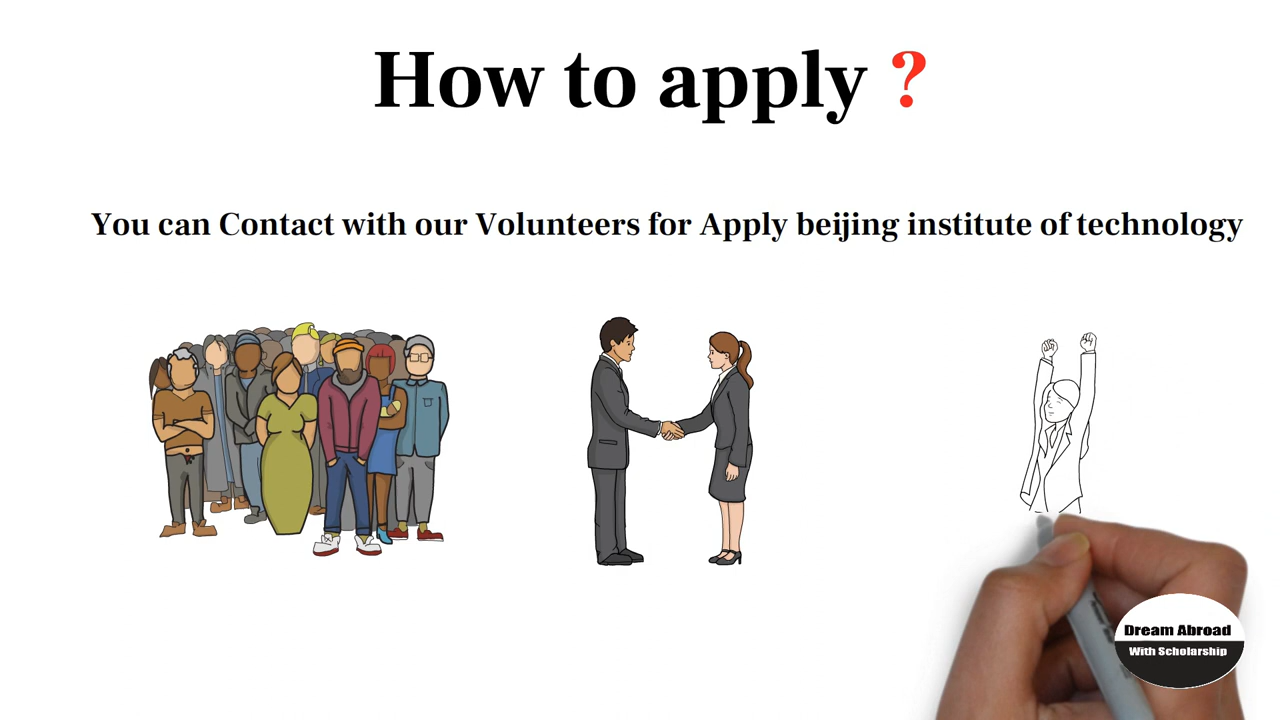 How to apply ?
You can Contact with our Volunteers for Apply beijing institute of technology
Dream Abroad
With Scholarship